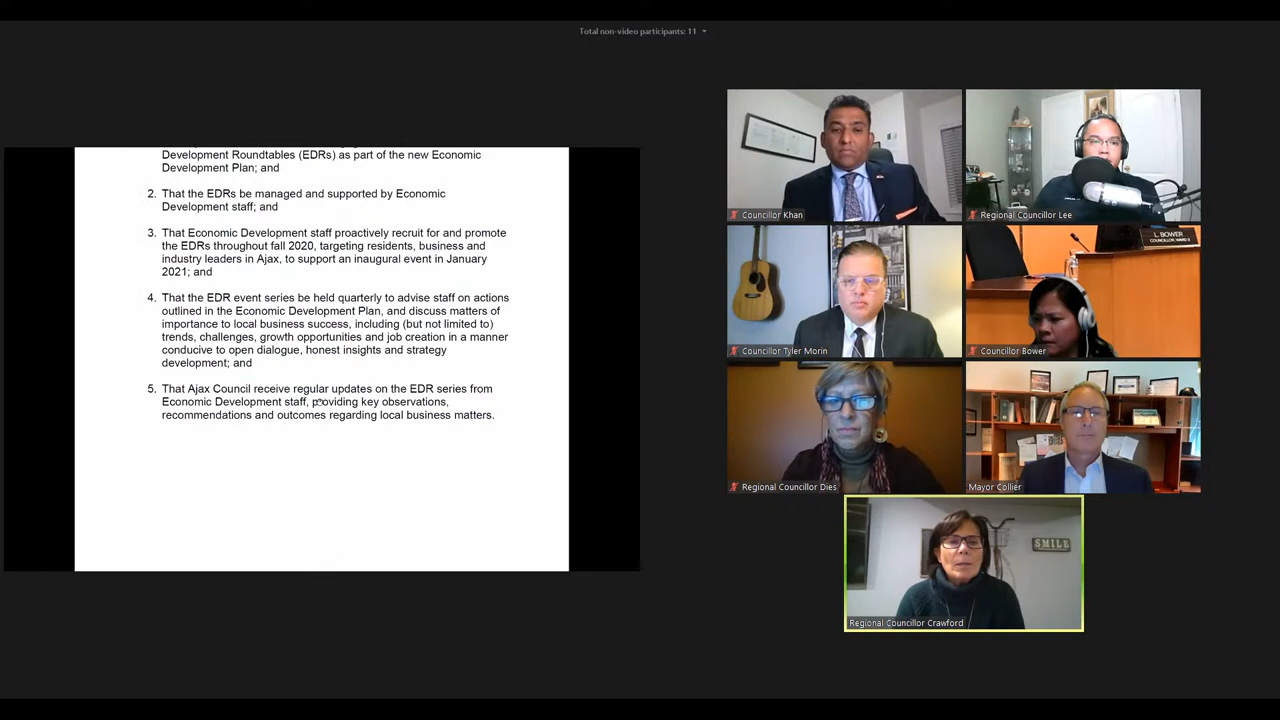 Total non-video participants: 11
Development Roundtables (EDRs) as part of the new Economic
Development Plan; and
2. That the EDRs be managed and supported by Economic
Development staff; and
3. That Economic Development staff proactively recruit for and promote
the EDRs throughout fall 2020, targeting residents, business and
industry leaders in Ajax, to support an inaugural event in January
2021; and
4. That the EDR event series be held quarterly to advise staff on actions
outlined in the Economic Development Plan, and discuss matters of
importance to local business success, including (but not limited to)
trends, challenges, growth opportunities and job creation in a manner
conducive to open dialogue, honest insights and strategy
development; and
5. That Ajax Council receive regular updates on the EDR series from
Economic Development staff, providing key observations,
recommendations and outcomes regarding local business matters.
Councillor Khan
Regional Councillor Lee
L. BOWER
COUNCILLOR, WARD 3
Councillor Tyler Morin
Councillor Bower
Regional Councillor Dies
Mayor Collier
SMILE
Regional Councillor Crawford